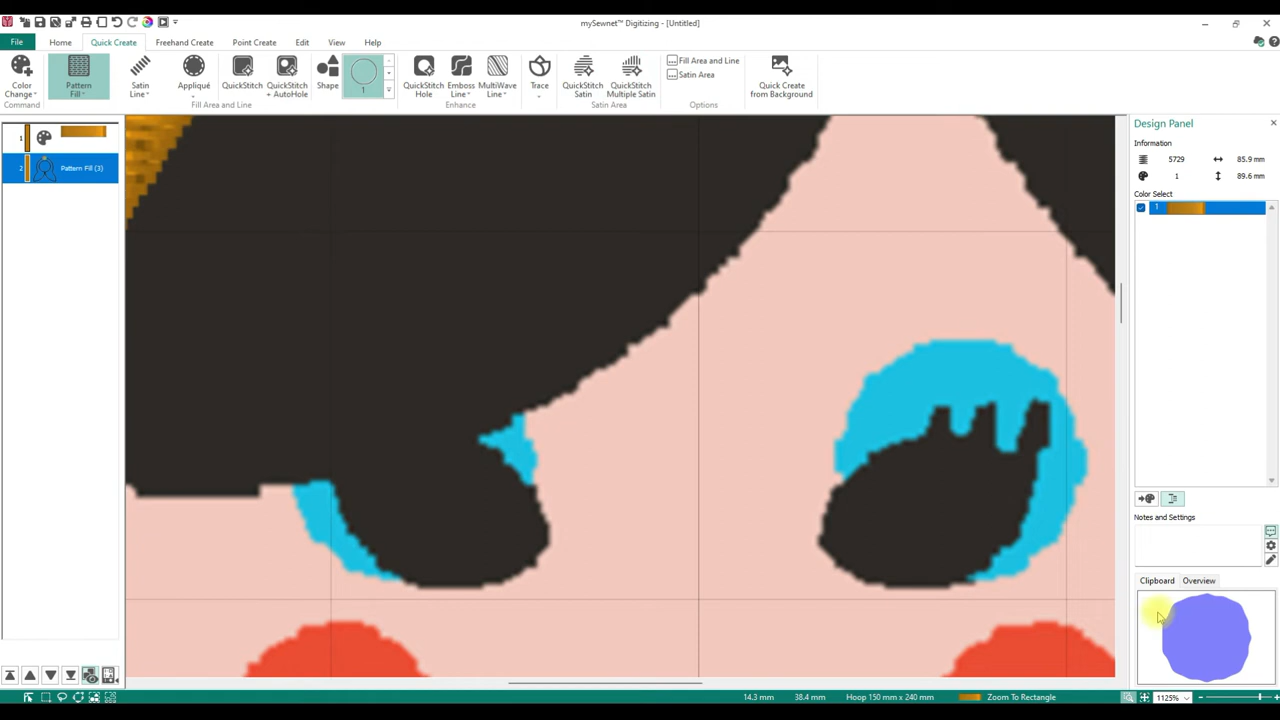 mySewnet™ Digitizing - [Untitled]
File Home Quick Create Freehand Create Point Create Edit View Help
Color Change
Pattern Fill
Satin Line
Appliqué
QuickStitch
QuickStitch + AutoHole
Shape
1
QuickStitch Hole
Emboss Line
MultiWave Line
Trace
QuickStitch Satin
QuickStitch Multiple Satin
Fill Area and Line
Satin Area
Quick Create from Background
Command
Fill Area and Line
Enhance
Satin Area
Options
1
2 Pattern Fill (3)
Design Panel
Information
5729 85.9 mm
1 89.6 mm
Color Select
1
Notes and Settings
Clipboard Overview
14.3 mm 38.4 mm Hoop 150 mm x 240 mm Zoom To Rectangle 1125%